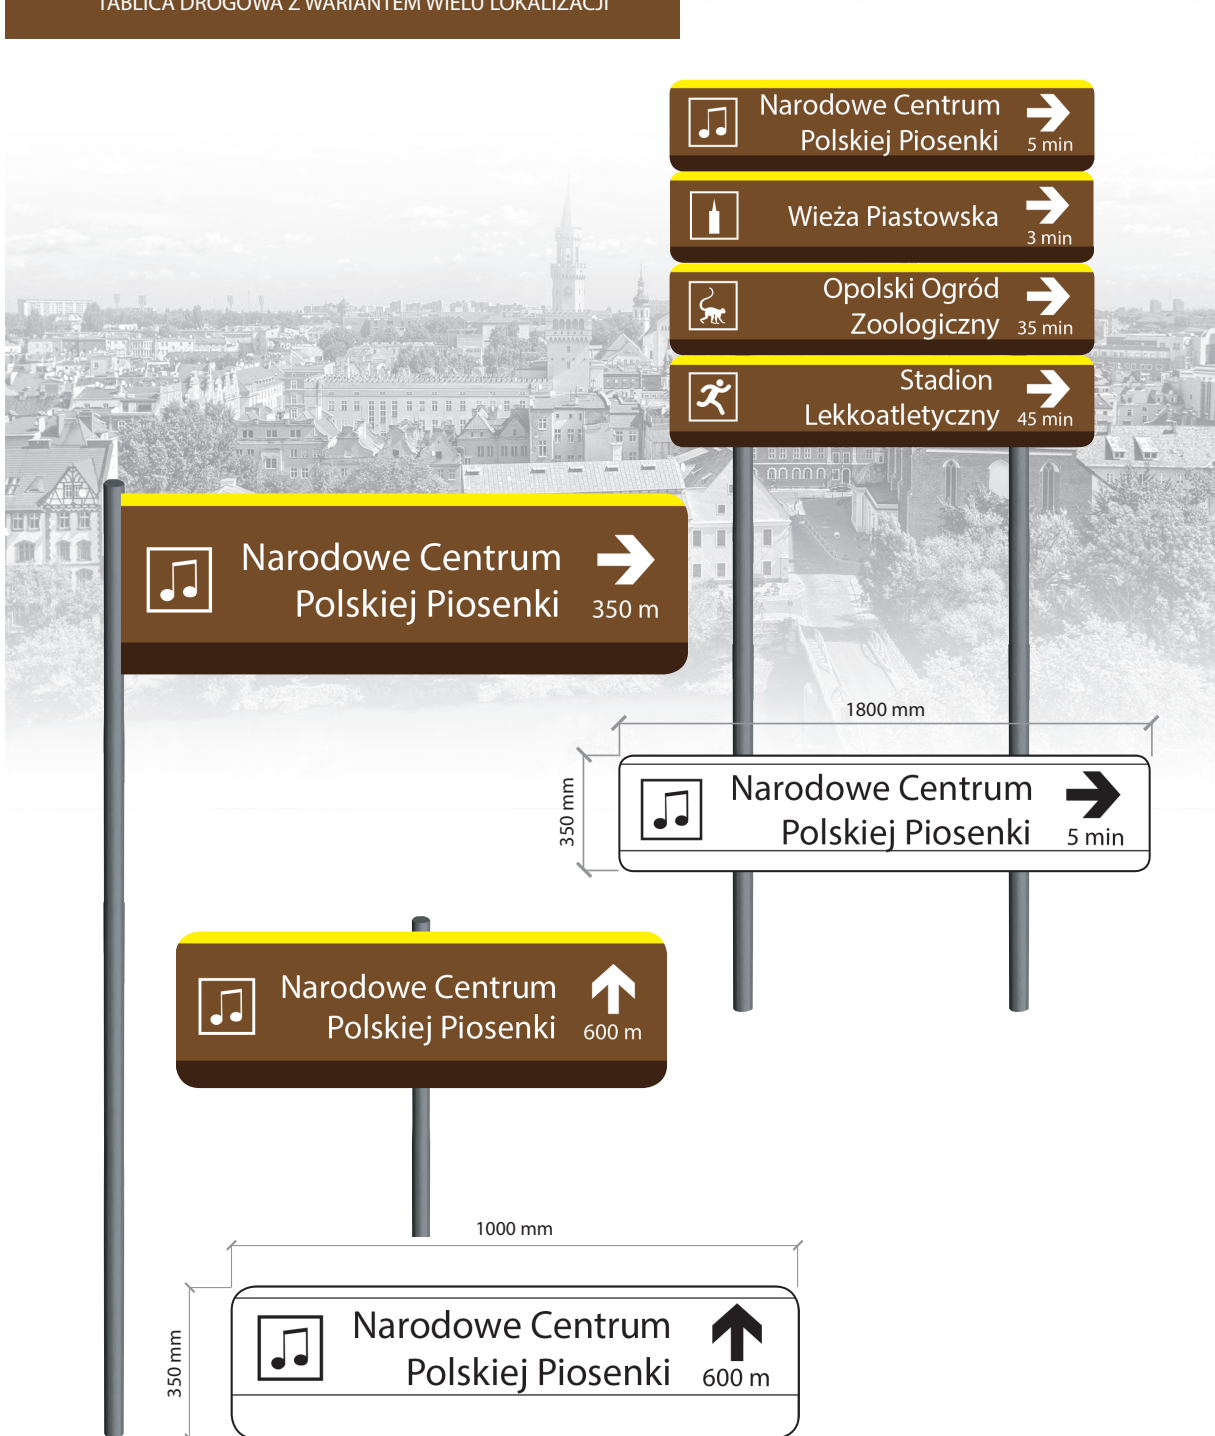 TABLICA DROGOWA Z WARIANTEM WIELU LOKALIZACJI
Narodowe Centrum
Polskiej Piosenki
5 min
Wieża Piastowska
3 min
Opolski Ogród
Zoologiczny
35 min
Stadion
Lekkoatletyczny
45 min
Narodowe Centrum
Polskiej Piosenki
350 m
1800 mm
350 mm
Narodowe Centrum
Polskiej Piosenki
5 min
Narodowe Centrum
Polskiej Piosenki
600 m
1000 mm
350 mm
Narodowe Centrum
Polskiej Piosenki
600 m